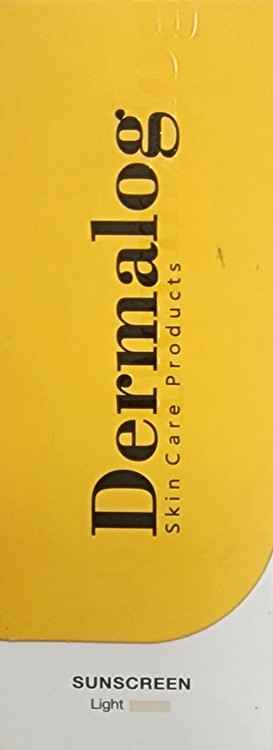 Dermalog
Skin Care Products
SUNSCREEN
Light